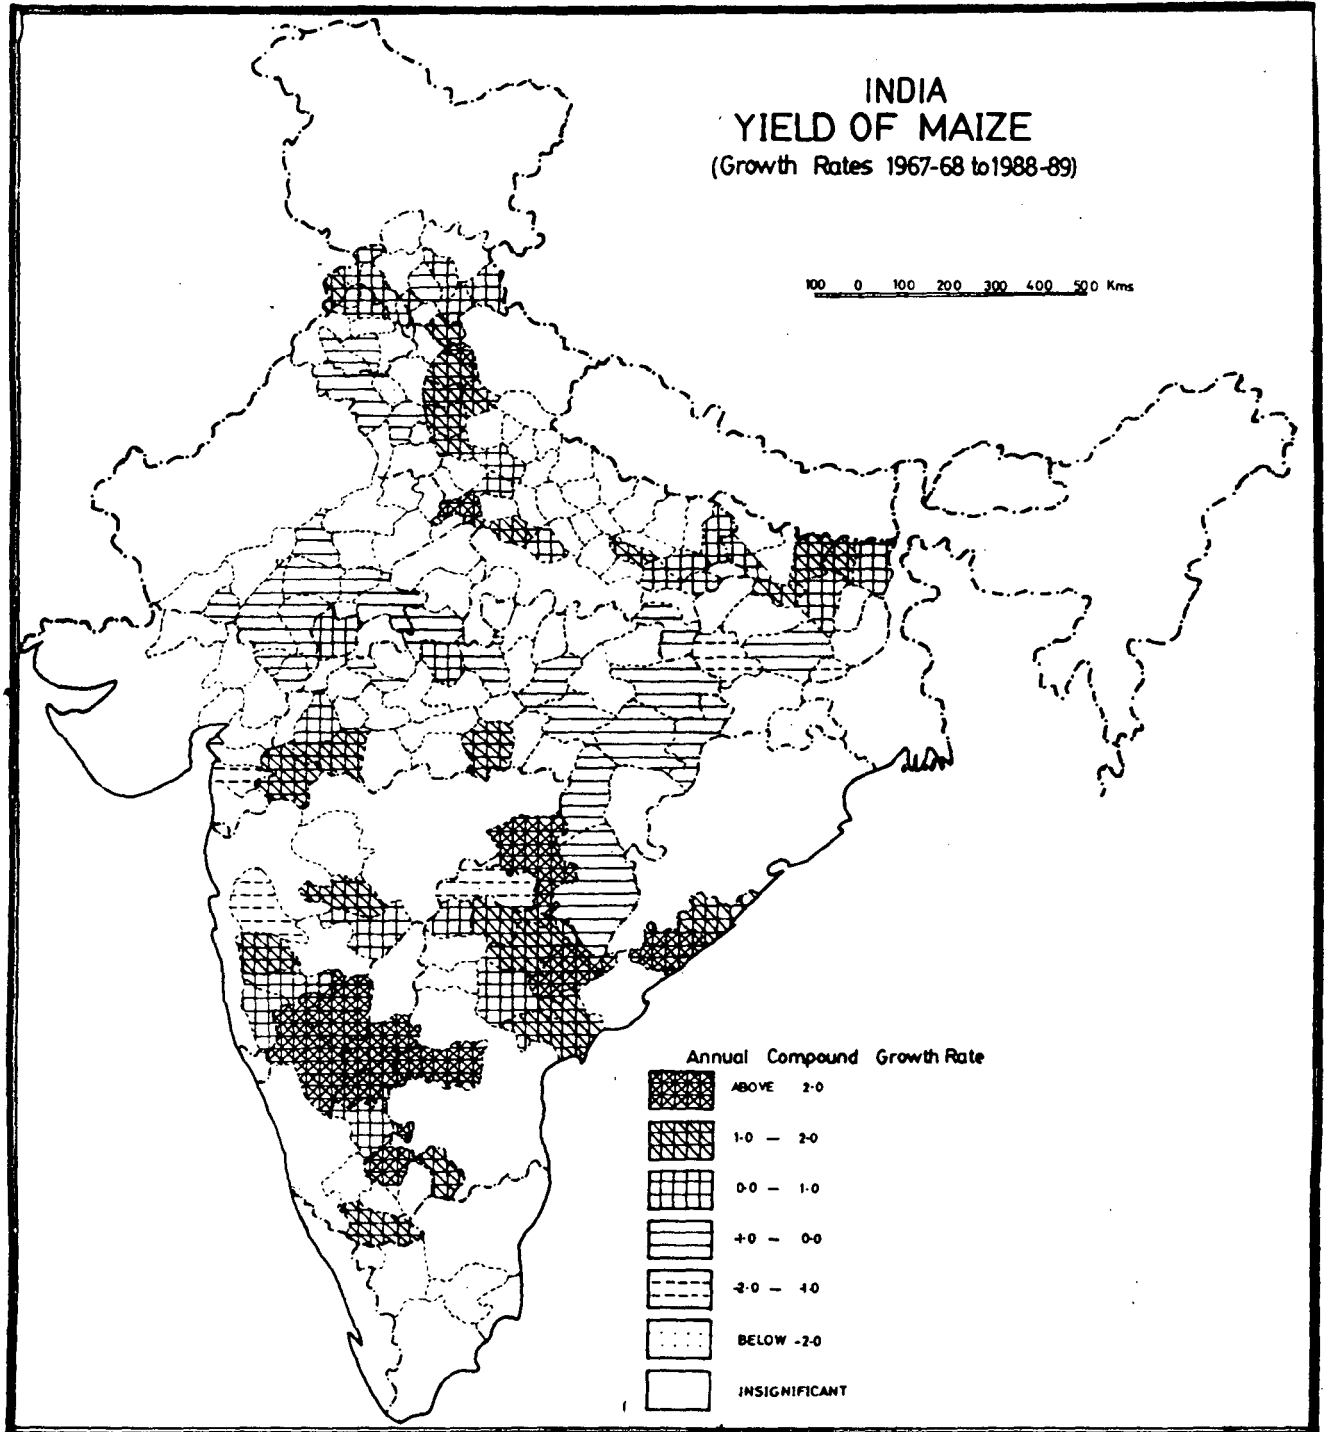 INDIA
YIELD OF MAIZE
(Growth Rates 1967-68 to 1988-89)
100 0 100 200 300 400 500 Kms
Annual Compound Growth Rate
ABOVE 2·0
1·0 — 2·0
0·0 — 1·0
-1·0 — 0·0
-2·0 — -1·0
BELOW -2·0
INSIGNIFICANT